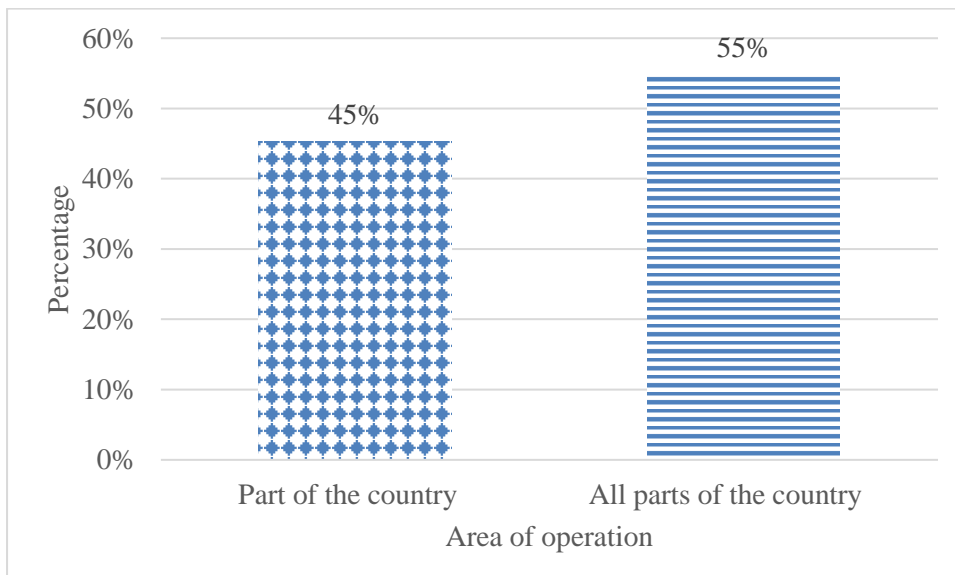 60%
55%
50%
45%
40%
30%
20%
10%
0%
Percentage
Part of the country
All parts of the country
Area of operation